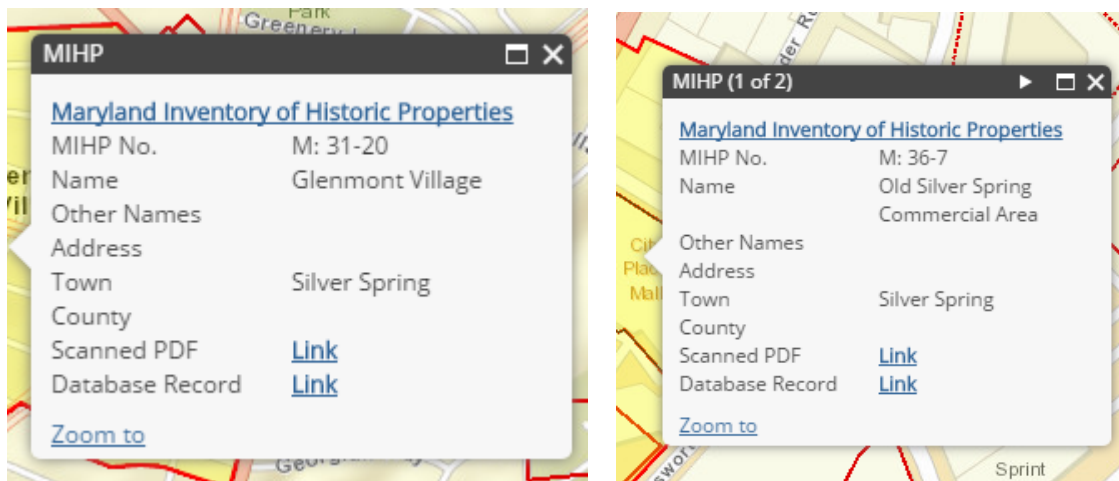 Park
Greenery
MIHP
Maryland Inventory of Historic Properties
MIHP No. M: 31-20
Name Glenmont Village
Other Names
Address
Town Silver Spring
County
Scanned PDF Link
Database Record Link
Zoom to
MIHP (1 of 2)
Maryland Inventory of Historic Properties
MIHP No. M: 36-7
Name Old Silver Spring
Commercial Area
Other Names
Address
Town Silver Spring
County
Scanned PDF Link
Database Record Link
Zoom to
Mall
Sprint